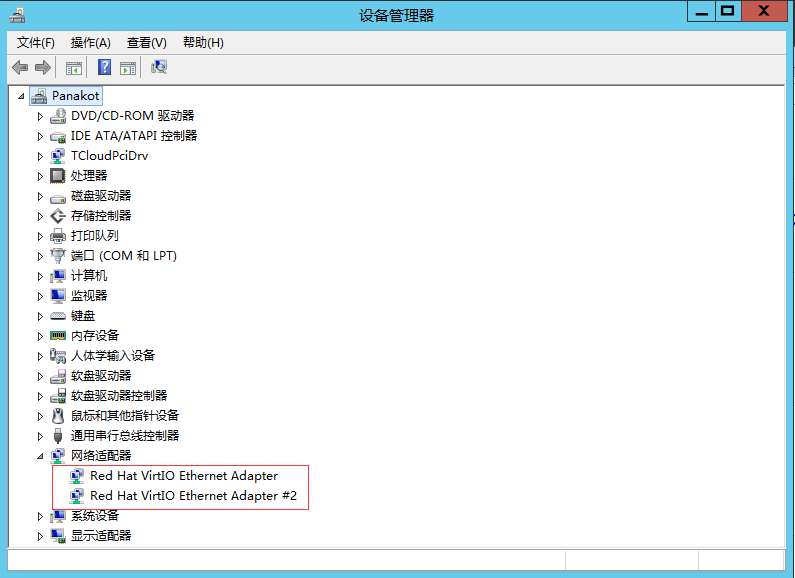 设备管理器
文件(F) 操作(A) 查看(V) 帮助(H)
Panakot
DVD/CD-ROM 驱动器
IDE ATA/ATAPI 控制器
TCloudPciDrv
处理器
磁盘驱动器
存储控制器
打印队列
端口 (COM 和 LPT)
计算机
监视器
键盘
内存设备
人体学输入设备
软盘驱动器
软盘驱动器控制器
鼠标和其他指针设备
通用串行总线控制器
网络适配器
Red Hat VirtIO Ethernet Adapter
Red Hat VirtIO Ethernet Adapter #2
系统设备
显示适配器